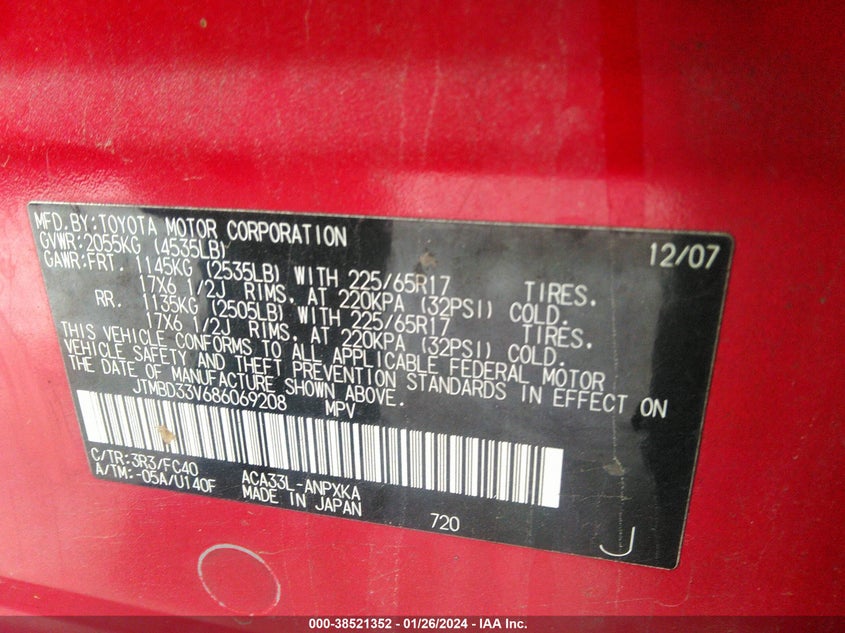 MFD.BY:TOYOTA MOTOR CORPORATION 12/07
GVWR:2055KG (4535LB)
GAWR:FRT. 1145KG (2535LB) WITH 225/65R17 TIRES,
17X6 1/2J RIMS, AT 220KPA (32PSI) COLD.
RR. 1135KG (2505LB) WITH 225/65R17 TIRES,
17X6 1/2J RIMS, AT 220KPA (32PSI) COLD.
THIS VEHICLE CONFORMS TO ALL APPLICABLE FEDERAL MOTOR
VEHICLE SAFETY AND THEFT PREVENTION STANDARDS IN EFFECT ON
THE DATE OF MANUFACTURE SHOWN ABOVE.
JTMBD33V686069208 MPV
C/TR:3R3/FC40 ACA33L-ANPXKA
A/TM:-05A/U140F MADE IN JAPAN
720 J
000-38521352 | 01/26/2024 - IAA Inc.